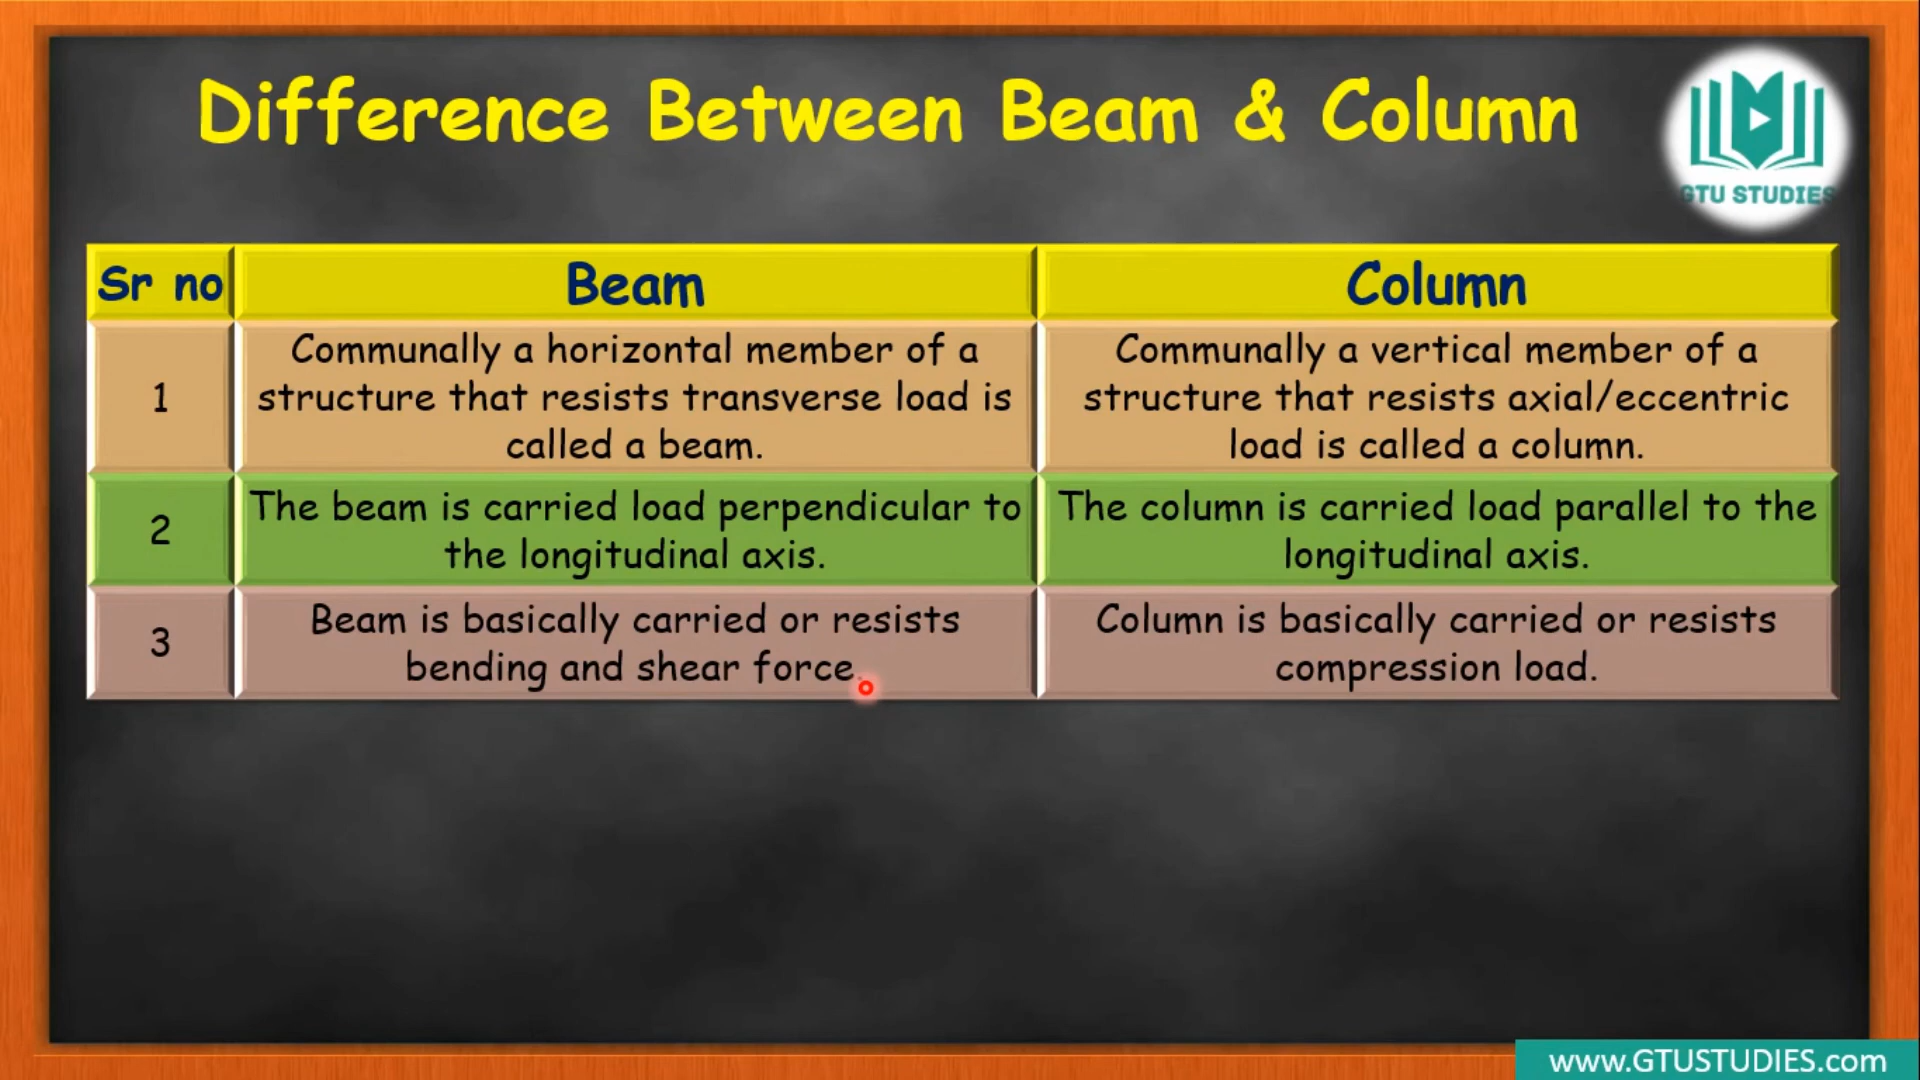 Difference Between Beam & Column
GTU STUDIES
Sr no
Beam
Column
1
Communally a horizontal member of a
structure that resists transverse load is
called a beam.
Communally a vertical member of a
structure that resists axial/eccentric
load is called a column.
2
The beam is carried load perpendicular to
the longitudinal axis.
The column is carried load parallel to the
longitudinal axis.
3
Beam is basically carried or resists
bending and shear force.
Column is basically carried or resists
compression load.
www.GTUSTUDIES.com